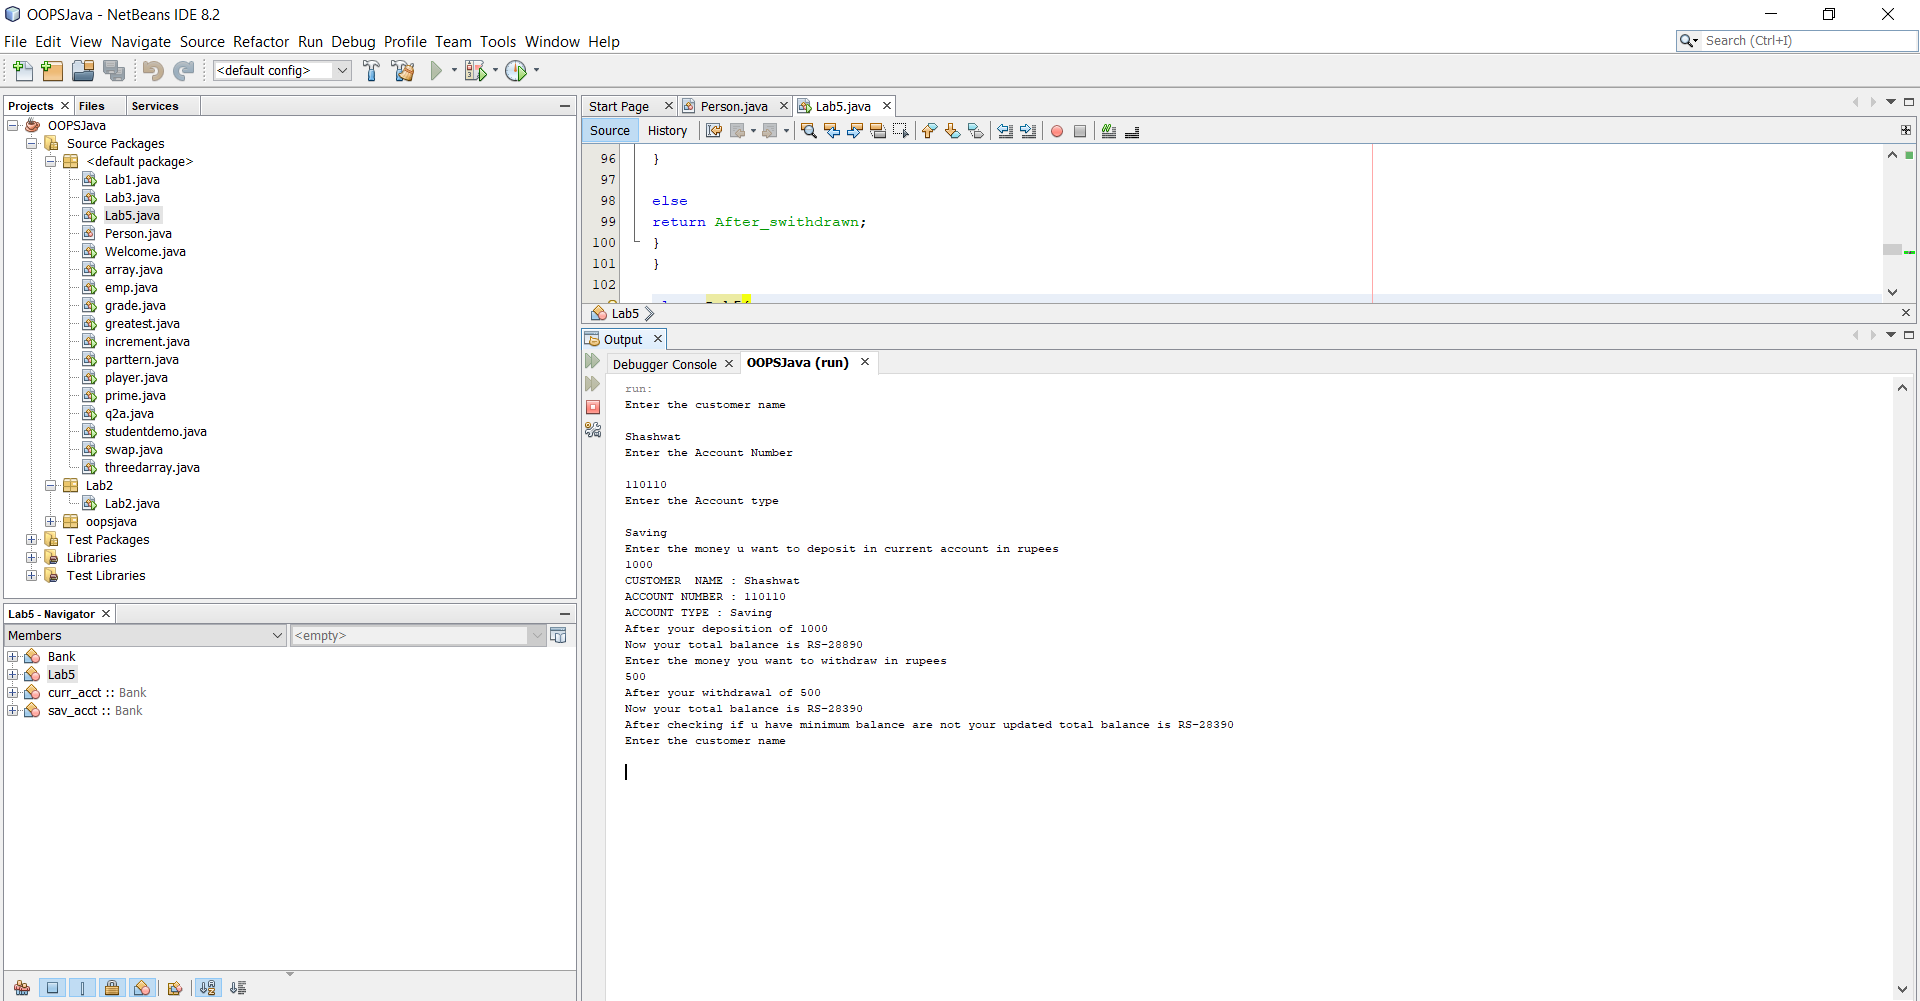 OOPSJava - NetBeans IDE 8.2
File Edit View Navigate Source Refactor Run Debug Profile Team Tools Window Help
Search (Ctrl+I)
<default config>
Projects Files Services
OOPSJava
Source Packages
<default package>
Lab1.java
Lab3.java
Lab5.java
Person.java
Welcome.java
array.java
emp.java
grade.java
greatest.java
increment.java
parttern.java
player.java
prime.java
q2a.java
studentdemo.java
swap.java
threedarray.java
Lab2
Lab2.java
oopsjava
Test Packages
Libraries
Test Libraries
Lab5 - Navigator
Members <empty>
Bank
Lab5
curr_acct :: Bank
sav_acct :: Bank
Start Page Person.java Lab5.java
Source History
96 }
97
98 else
99 return After_swithdrawn;
100 }
101 }
102
Lab5
Output
Debugger Console OOPSJava (run)
run:
Enter the customer name
Shashwat
Enter the Account Number
110110
Enter the Account type
Saving
Enter the money u want to deposit in current account in rupees
1000
CUSTOMER  NAME : Shashwat
ACCOUNT NUMBER : 110110
ACCOUNT TYPE : Saving
After your deposition of 1000
Now your total balance is RS-28890
Enter the money you want to withdraw in rupees
500
After your withdrawal of 500
Now your total balance is RS-28390
After checking if u have minimum balance are not your updated total balance is RS-28390
Enter the customer name